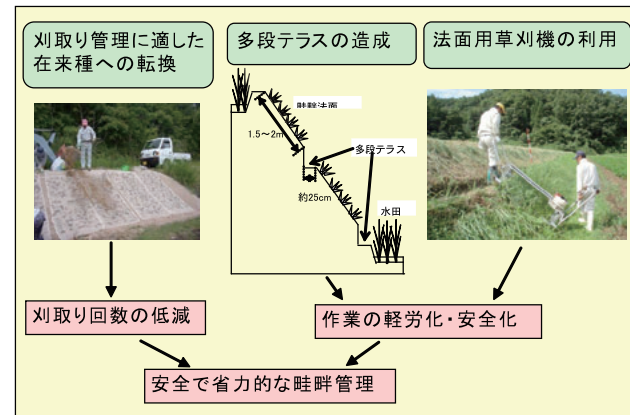 刈取り管理に適した
在来種への転換
多段テラスの造成
法面用草刈機の利用
畦畔法面
1.5～2m
多段テラス
約25cm
水田
刈取り回数の低減
作業の軽労化・安全化
安全で省力的な畦畔管理